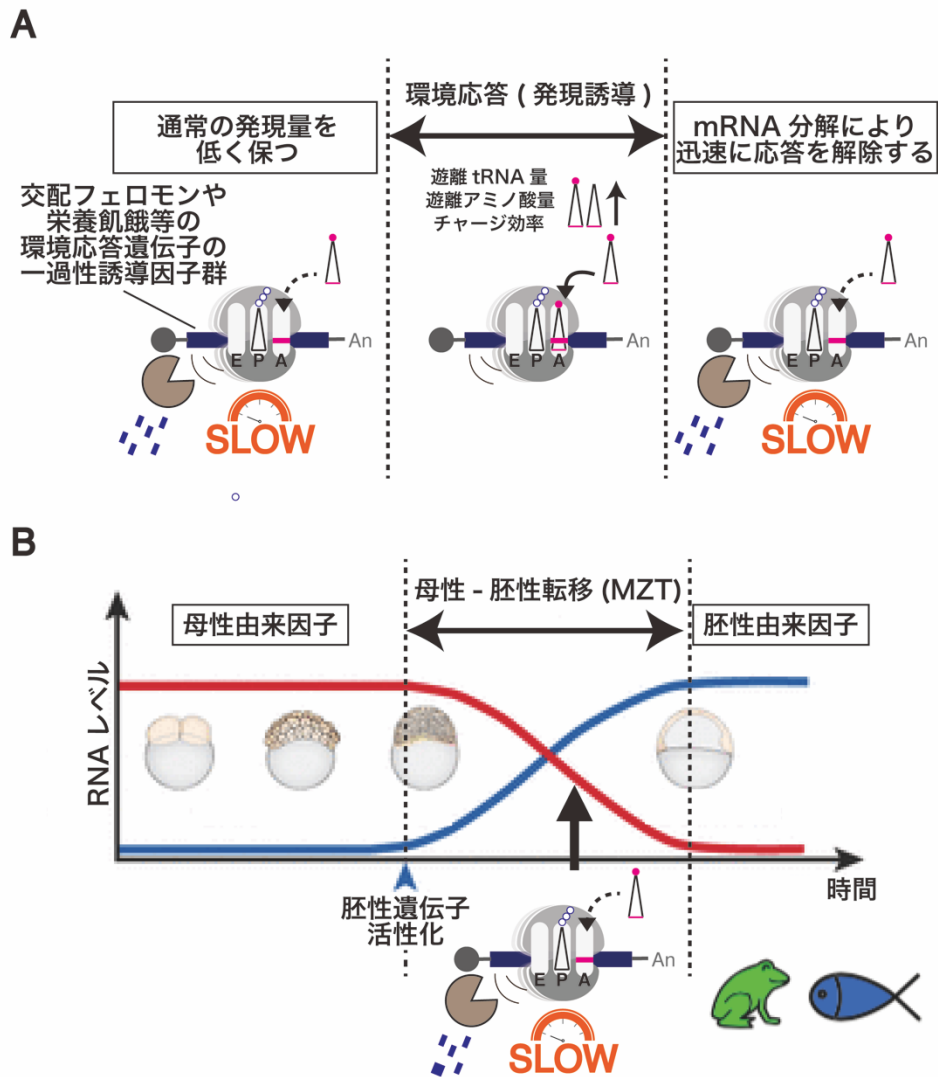 A
環境応答 ( 発現誘導 )
通常の発現量を
低く保つ
mRNA 分解により
迅速に応答を解除する
交配フェロモンや
栄養飢餓等の
環境応答遺伝子の
一過性誘導因子群
遊離 tRNA 量
遊離アミノ酸量
チャージ効率
E P A
An
SLOW
E P A
An
E P A
An
SLOW
B
母性 - 胚性転移 (MZT)
母性由来因子
胚性由来因子
RNA レベル
時間
胚性遺伝子
活性化
E P A
An
SLOW